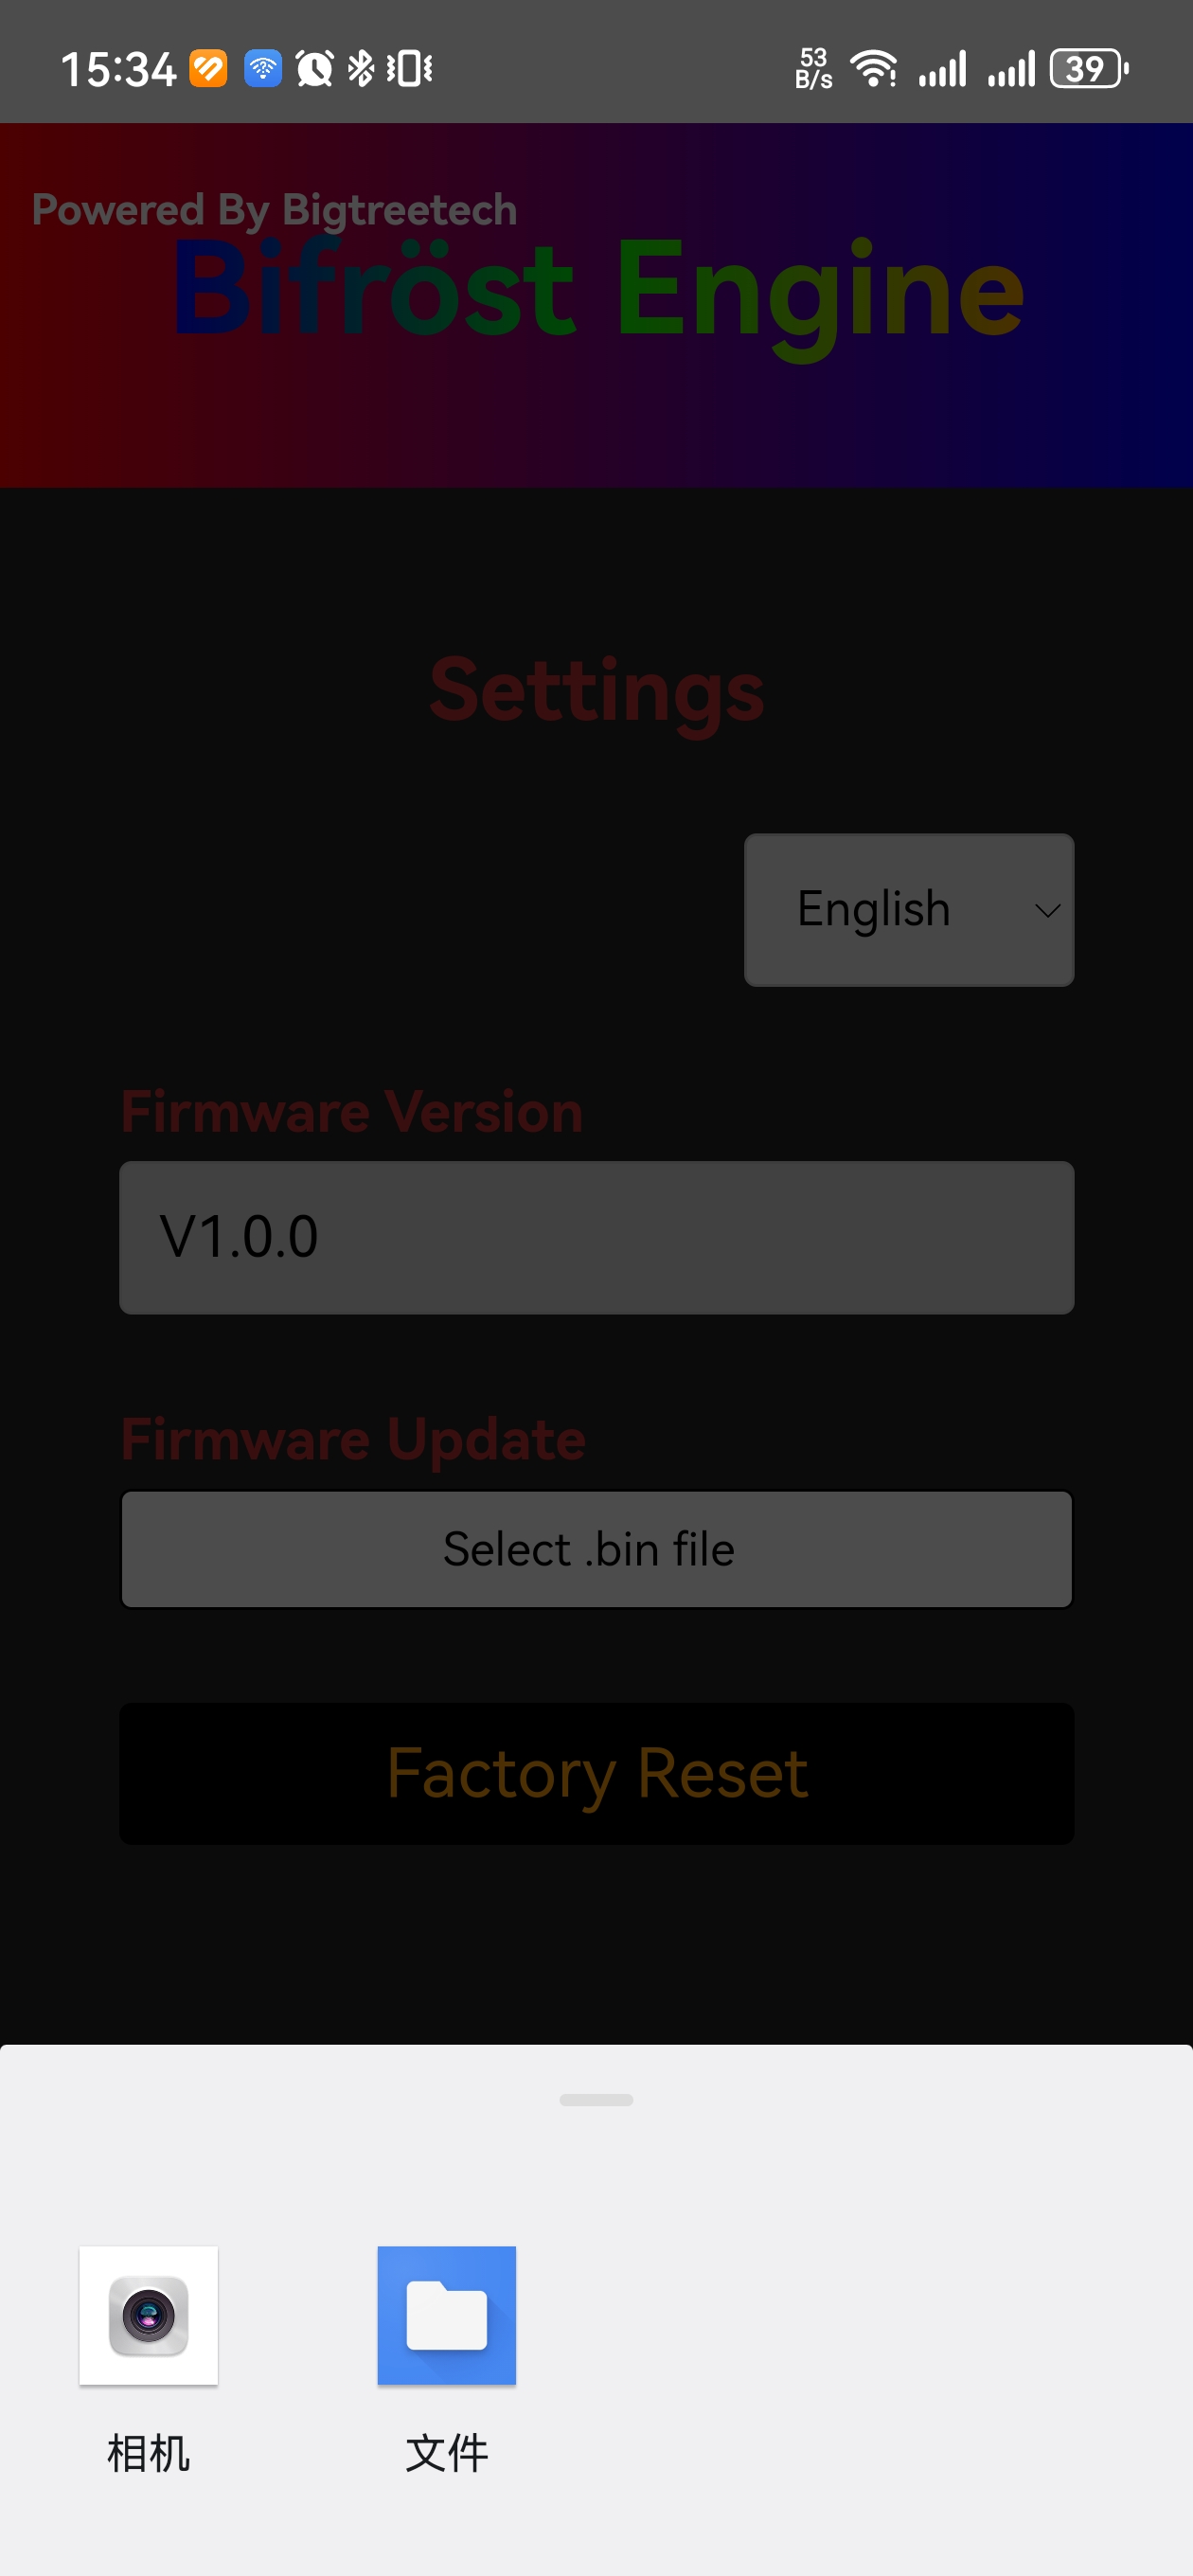 15:34
53
B/s
39
Powered By Bigtreetech
Bifröst Engine
Settings
English
Firmware Version
V1.0.0
Firmware Update
Select .bin file
Factory Reset
相机
文件